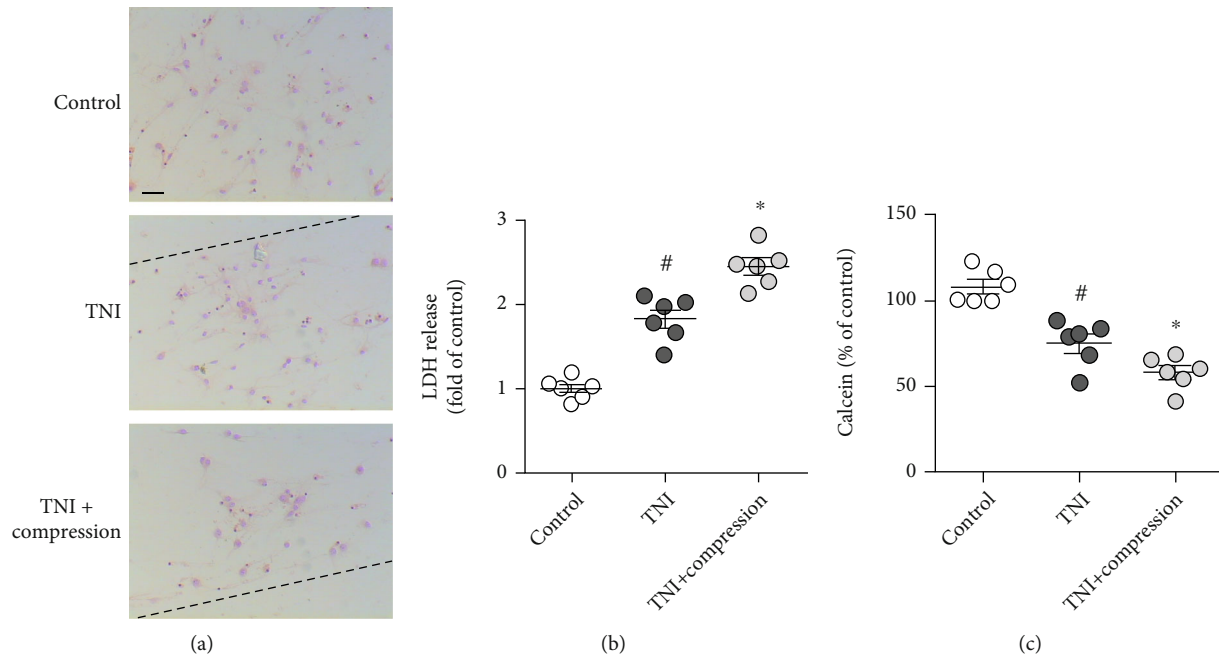 Control
TNI
TNI +
compression
(a)
LDH release
(fold of control)
3
2
1
0
#
*
Control
TNI
TNI+compression
(b)
Calcein (% of control)
150
100
50
0
#
*
Control
TNI
TNI+compression
(c)